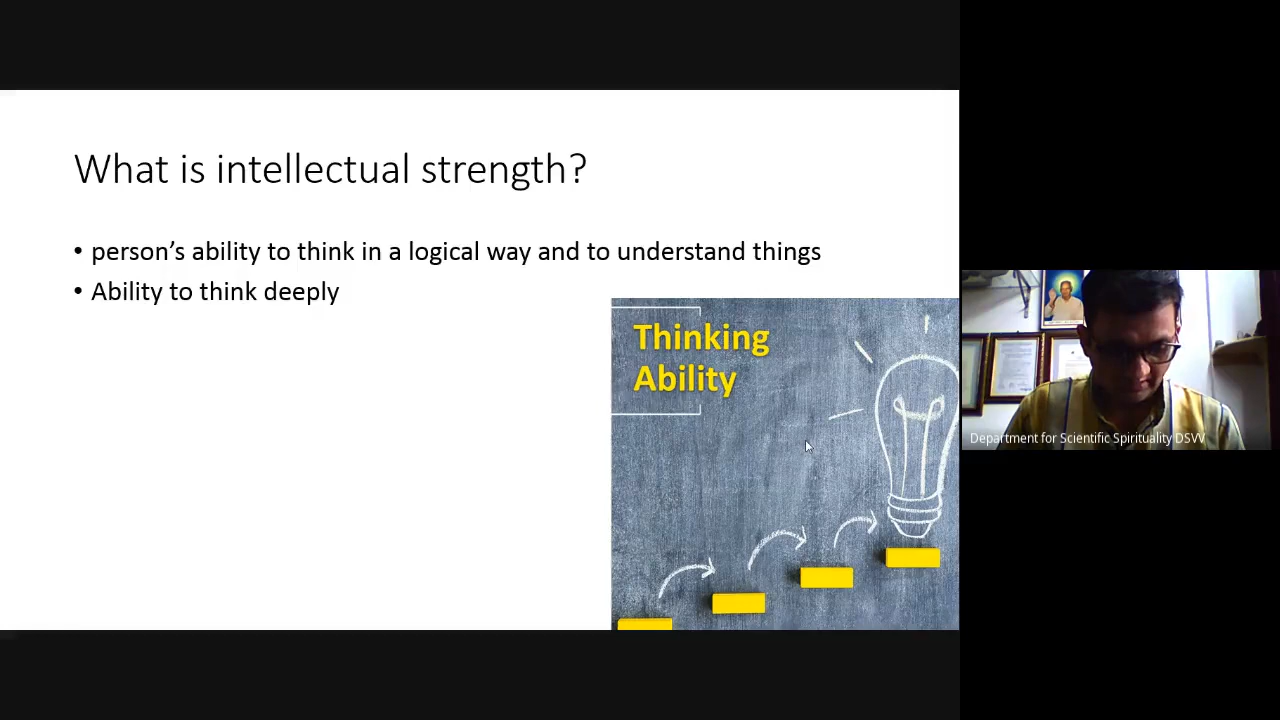 What is intellectual strength?
• person’s ability to think in a logical way and to understand things
• Ability to think deeply
Thinking
Ability
Department for Scientific Spirituality DSVV